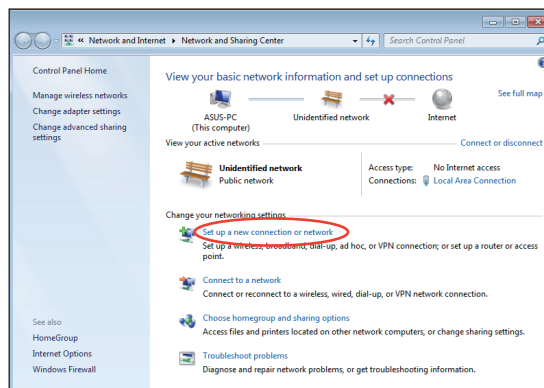 « Network and Internet ▸ Network and Sharing Center
Search Control Panel
Control Panel Home
Manage wireless networks
Change adapter settings
Change advanced sharing
settings
See also
HomeGroup
Internet Options
Windows Firewall
View your basic network information and set up connections
See full map
ASUS-PC
(This computer)
Unidentified network
Internet
View your active networks
Connect or disconnect
Unidentified network
Public network
Access type: No Internet access
Connections: Local Area Connection
Change your networking settings
Set up a new connection or network
Set up a wireless, broadband, dial-up, ad hoc, or VPN connection; or set up a router or access
point.
Connect to a network
Connect or reconnect to a wireless, wired, dial-up, or VPN network connection.
Choose homegroup and sharing options
Access files and printers located on other network computers, or change sharing settings.
Troubleshoot problems
Diagnose and repair network problems, or get troubleshooting information.